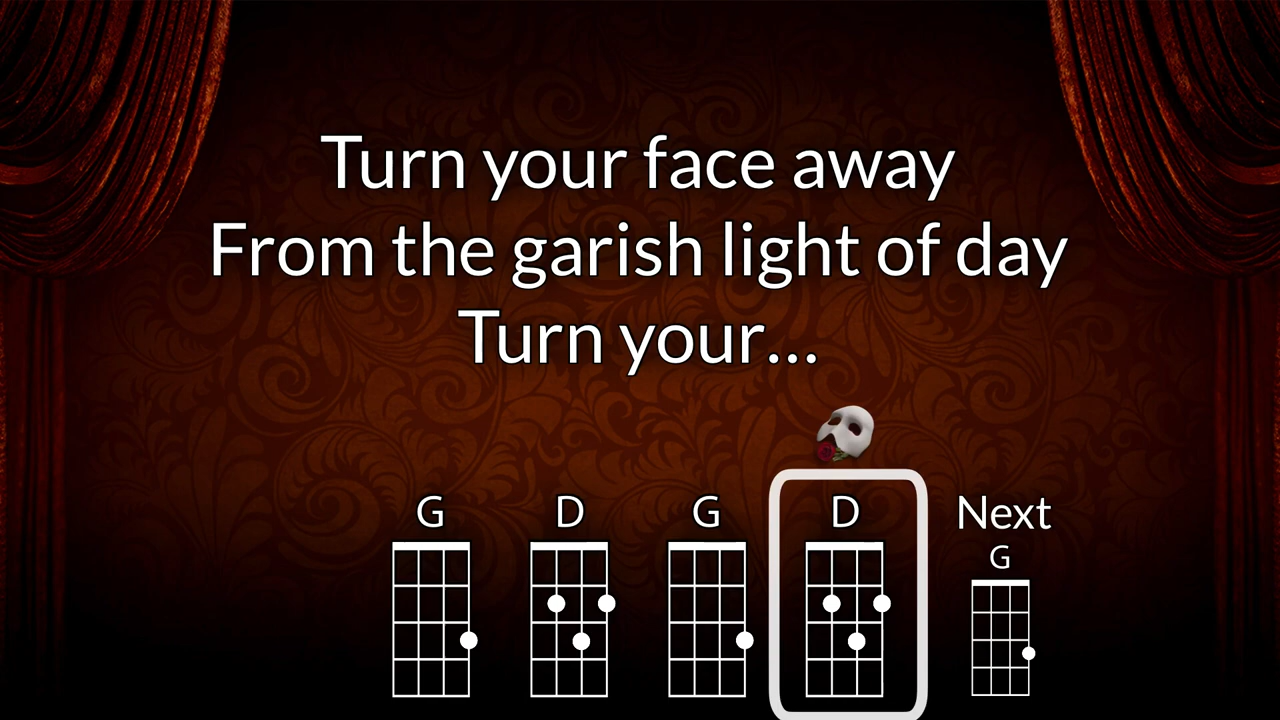 Turn your face away
From the garish light of day
Turn your...
G D G D Next
G